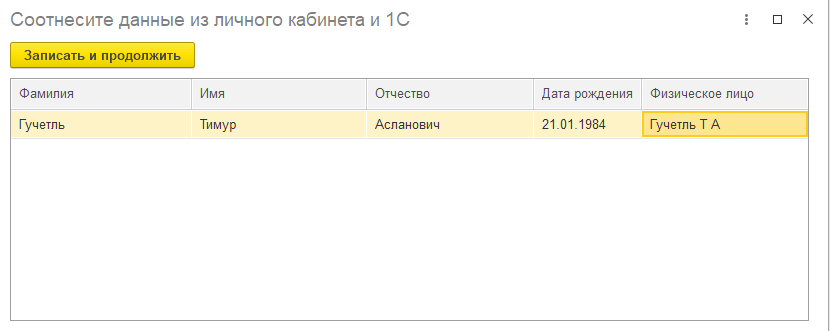 Соотнесите данные из личного кабинета и 1С
Записать и продолжить
Фамилия Имя Отчество Дата рождения Физическое лицо
Гучетль Тимур Асланович 21.01.1984 Гучетль Т А